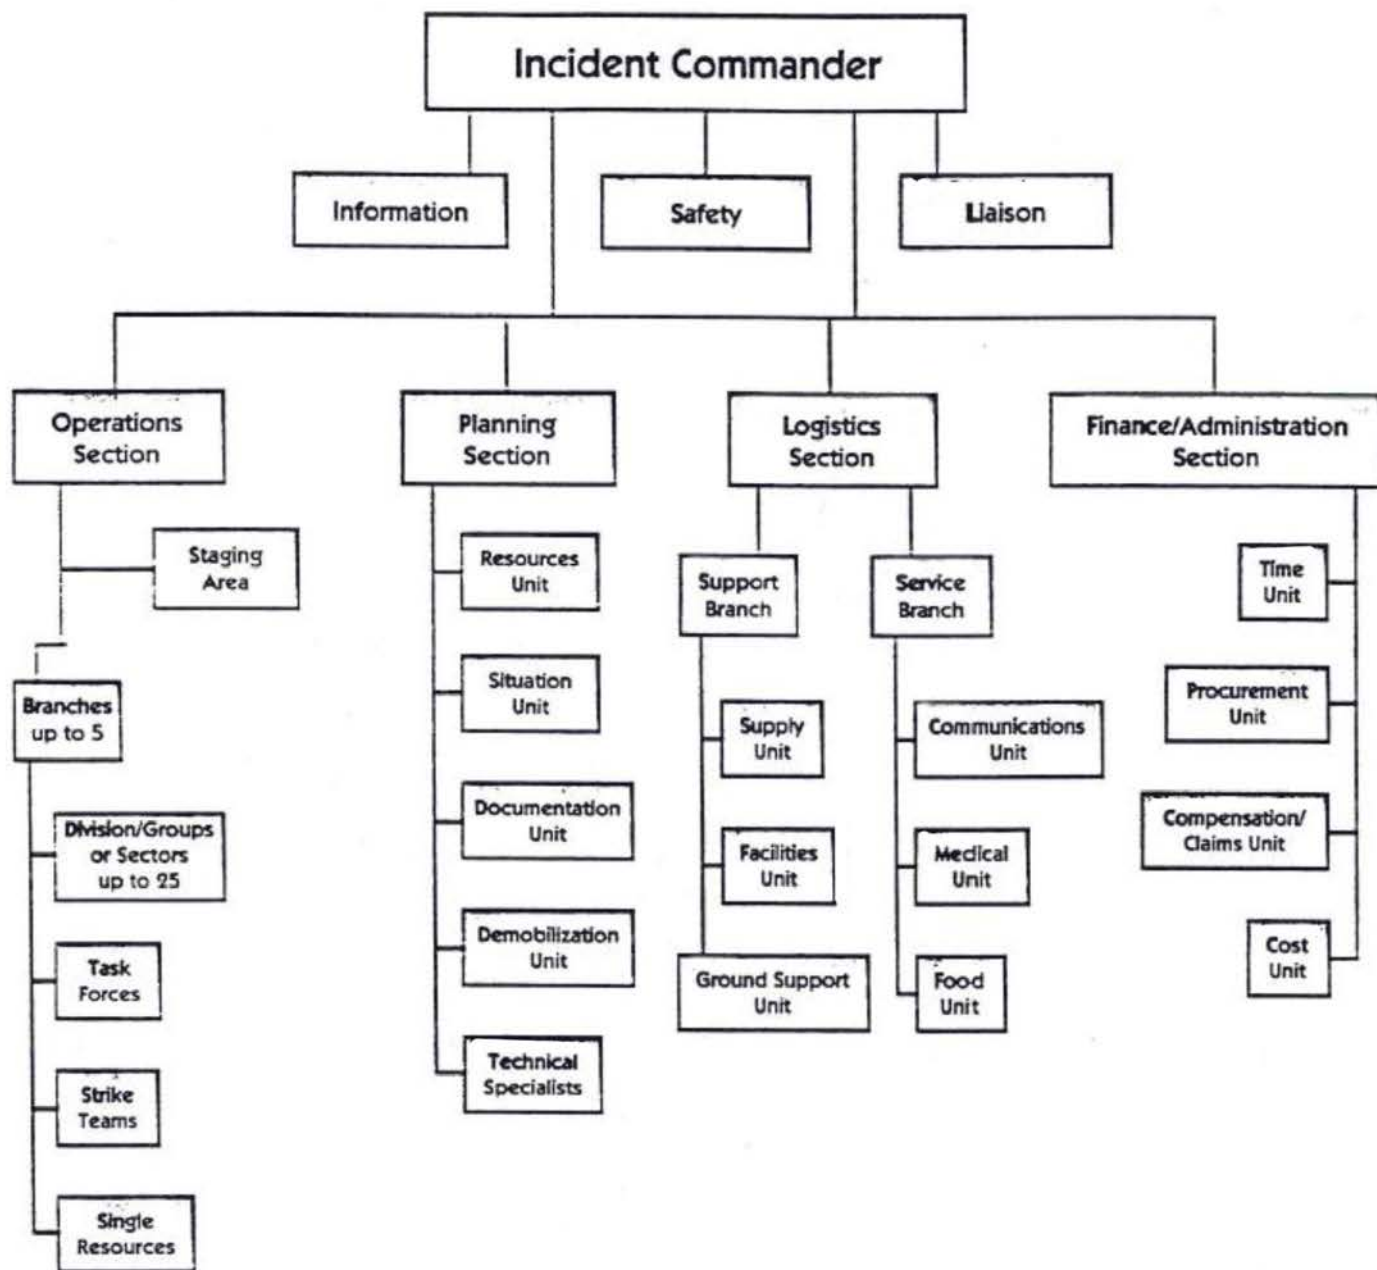 Incident Commander
Information
Safety
Liaison
Operations
Section
Planning
Section
Logistics
Section
Finance/Administration
Section
Staging
Area
Branches
up to 5
Division/Groups
or Sectors
up to 25
Task
Forces
Strike
Teams
Single
Resources
Resources
Unit
Situation
Unit
Documentation
Unit
Demobilization
Unit
Technical
Specialists
Support
Branch
Supply
Unit
Facilities
Unit
Ground Support
Unit
Service
Branch
Communications
Unit
Medical
Unit
Food
Unit
Time
Unit
Procurement
Unit
Compensation/
Claims Unit
Cost
Unit